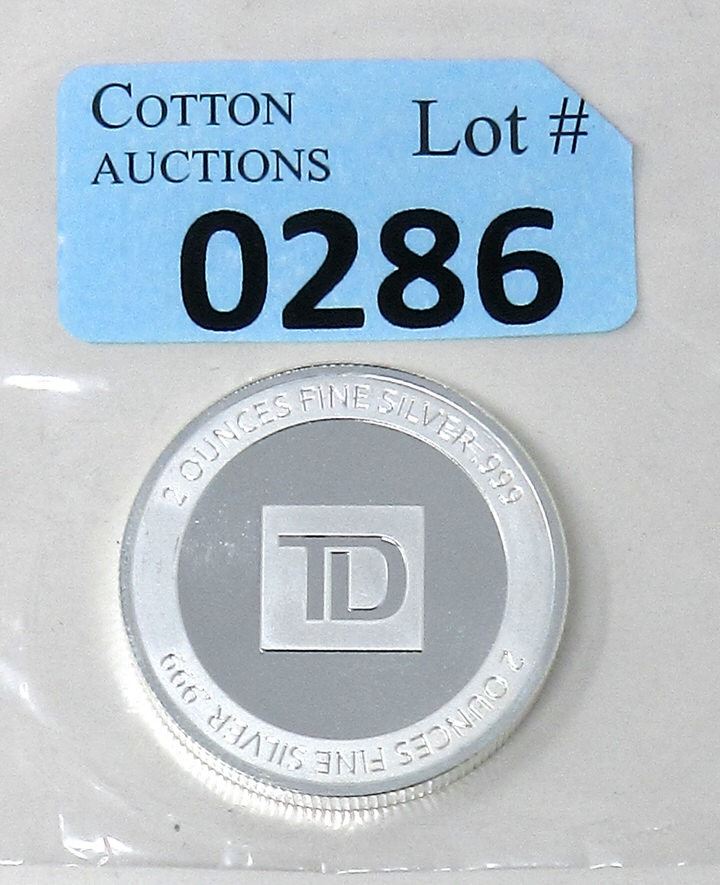 COTTON
AUCTIONS
Lot #
0286
2 OUNCES FINE SILVER .999
TD
2 OUNCES FINE SILVER .999